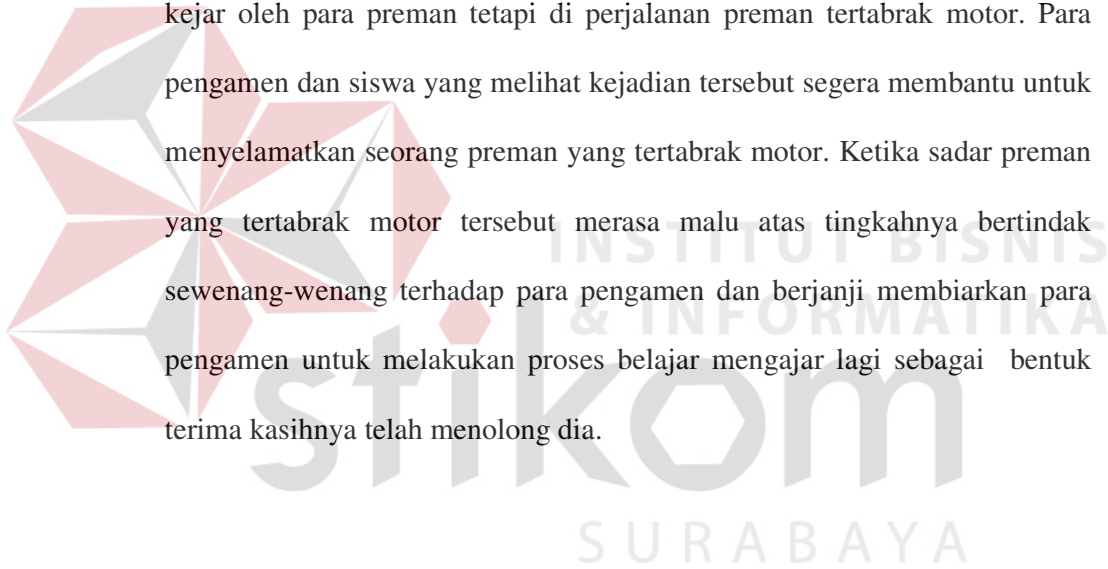 kejar oleh para preman tetapi di perjalanan preman tertabrak motor. Para
pengamen dan siswa yang melihat kejadian tersebut segera membantu untuk
menyelamatkan seorang preman yang tertabrak motor. Ketika sadar preman
yang tertabrak motor tersebut merasa malu atas tingkahnya bertindak
sewenang-wenang terhadap para pengamen dan berjanji membiarkan para
pengamen untuk melakukan proses belajar mengajar lagi sebagai bentuk
terima kasihnya telah menolong dia.
INSTITUT BISNIS
& INFORMATIKA
stikom
SURABAYA